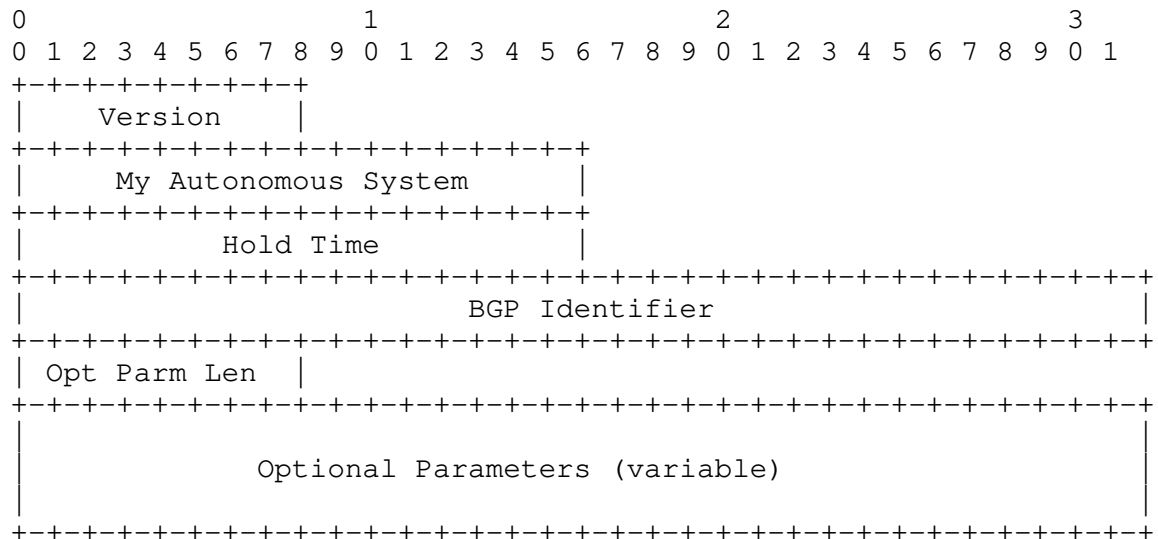 0                   1                   2                   3
0 1 2 3 4 5 6 7 8 9 0 1 2 3 4 5 6 7 8 9 0 1 2 3 4 5 6 7 8 9 0 1
+-+-+-+-+-+-+-+-+
|    Version    |
+-+-+-+-+-+-+-+-+-+-+-+-+-+-+-+-+
|     My Autonomous System      |
+-+-+-+-+-+-+-+-+-+-+-+-+-+-+-+-+
|           Hold Time           |
+-+-+-+-+-+-+-+-+-+-+-+-+-+-+-+-+-+-+-+-+-+-+-+-+-+-+-+-+-+-+-+-+
|                         BGP Identifier                        |
+-+-+-+-+-+-+-+-+-+-+-+-+-+-+-+-+-+-+-+-+-+-+-+-+-+-+-+-+-+-+-+-+
| Opt Parm Len  |
+-+-+-+-+-+-+-+-+-+-+-+-+-+-+-+-+-+-+-+-+-+-+-+-+-+-+-+-+-+-+-+-+
|                                                               |
|             Optional Parameters (variable)                    |
|                                                               |
+-+-+-+-+-+-+-+-+-+-+-+-+-+-+-+-+-+-+-+-+-+-+-+-+-+-+-+-+-+-+-+-+